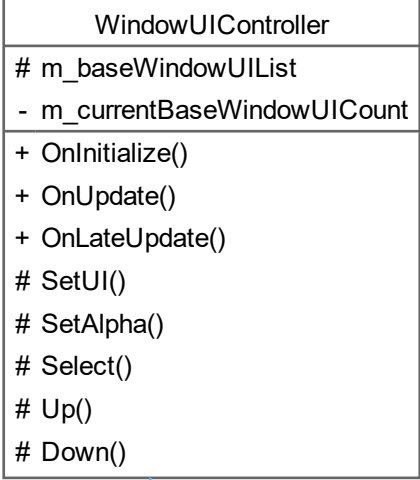 WindowUIController
# m_baseWindowUIList
- m_currentBaseWindowUICount
+ OnInitialize()
+ OnUpdate()
+ OnLateUpdate()
# SetUI()
# SetAlpha()
# Select()
# Up()
# Down()